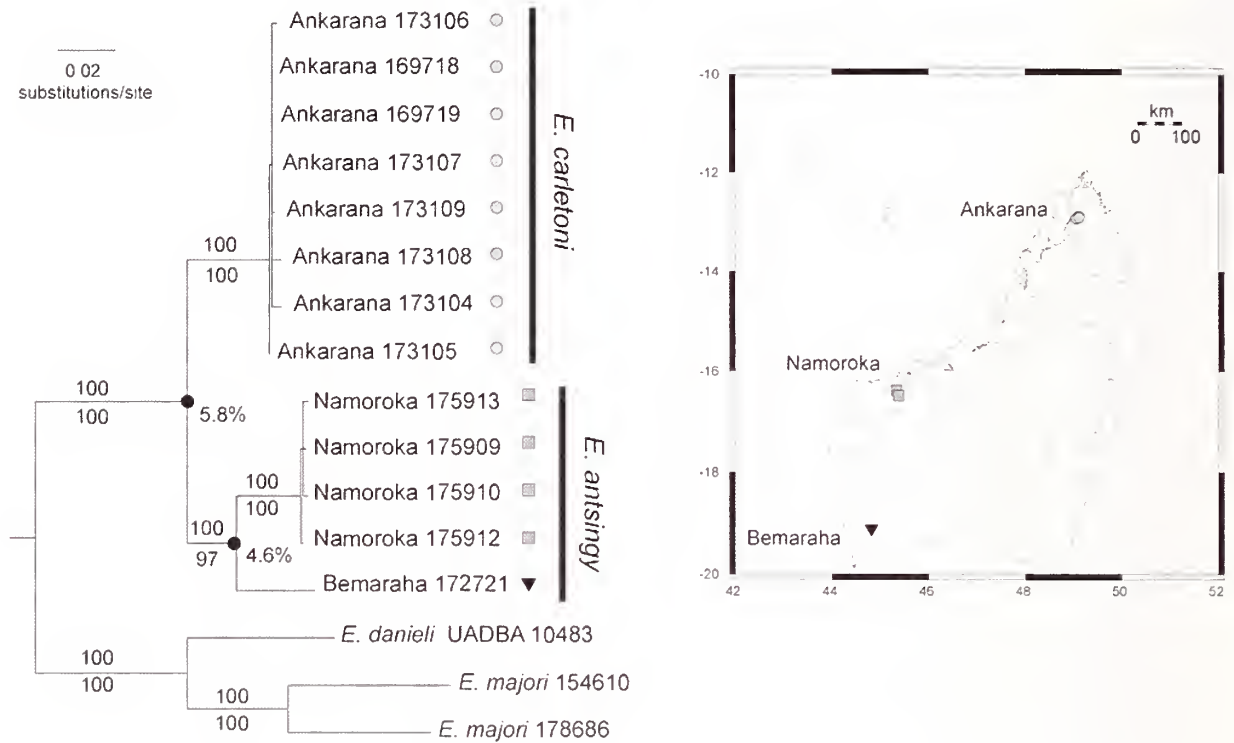 0 02
substitutions/site
Ankarana 173106
Ankarana 169718
Ankarana 169719
Ankarana 173107
Ankarana 173109
Ankarana 173108
Ankarana 173104
Ankarana 173105
E. carletoni
Namoroka 175913
Namoroka 175909
Namoroka 175910
Namoroka 175912
Bemaraha 172721
E. antsingy
E. danieli UADBA 10483
E. majori 154610
E. majori 178686
100
100
100
100
5.8%
100
100
100
97
4.6%
100
100
100
100
-10
-12
-14
-16
-18
-20
km
0 100
Ankarana
Namoroka
Bemaraha
42
44
45
48
50
52